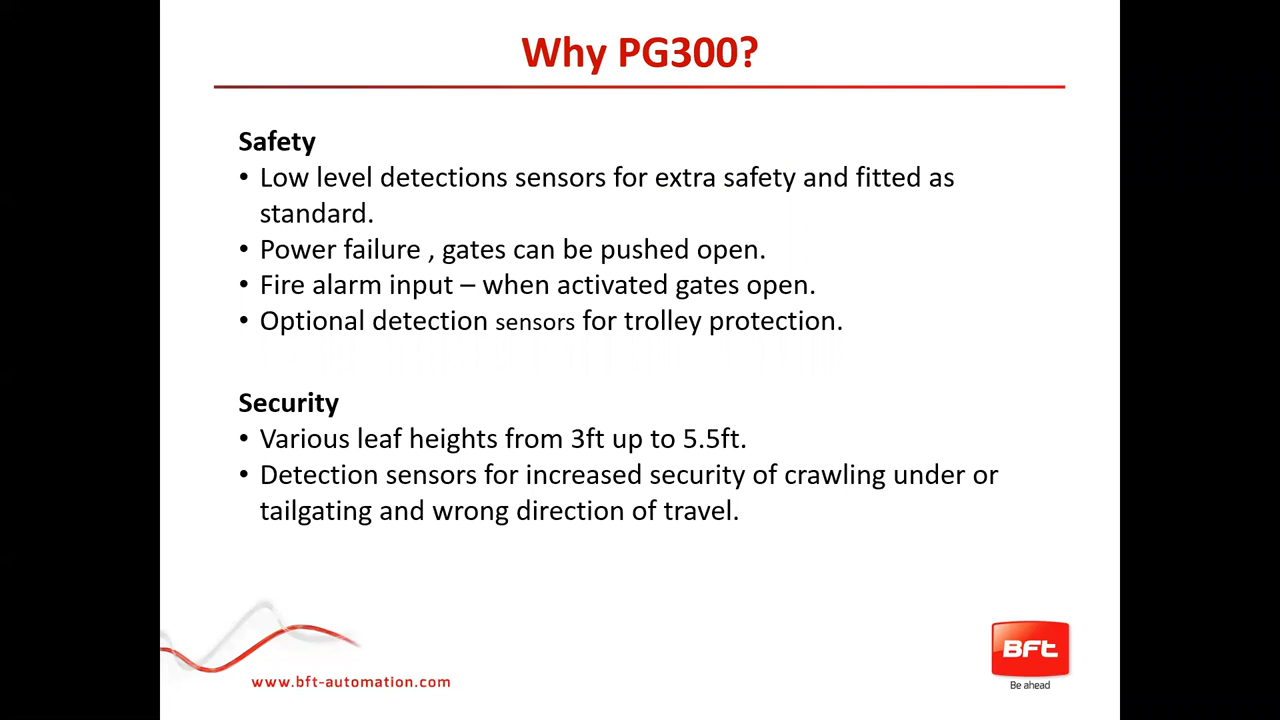 Why PG300?
Safety
• Low level detections sensors for extra safety and fitted as
standard.
• Power failure , gates can be pushed open.
• Fire alarm input – when activated gates open.
• Optional detection sensors for trolley protection.
Security
• Various leaf heights from 3ft up to 5.5ft.
• Detection sensors for increased security of crawling under or
tailgating and wrong direction of travel.
BFt
www.bft-automation.com
Be ahead